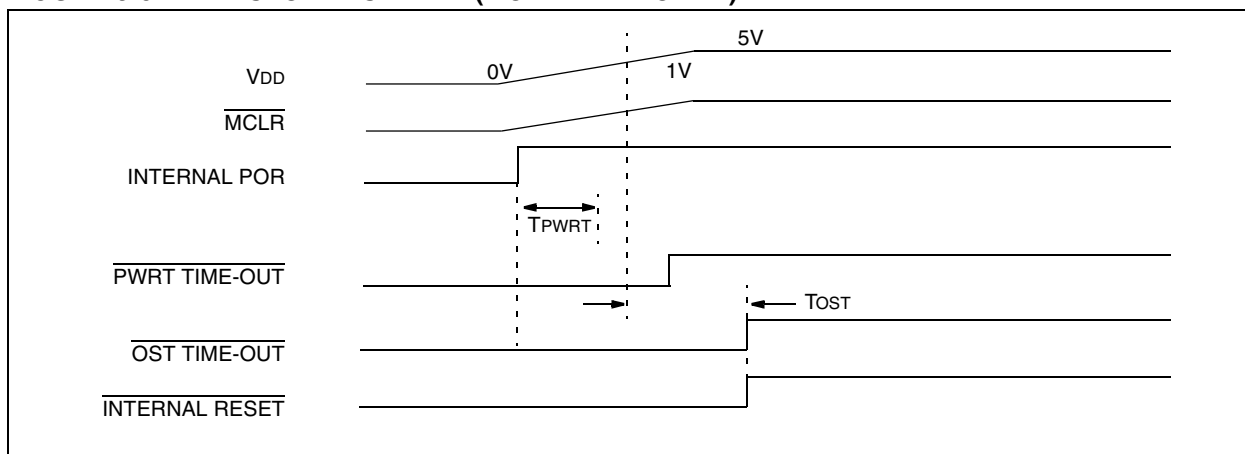 5V
VDD 0V 1V
MCLR
INTERNAL POR
TPWRT
PWRT TIME-OUT
TOST
OST TIME-OUT
INTERNAL RESET